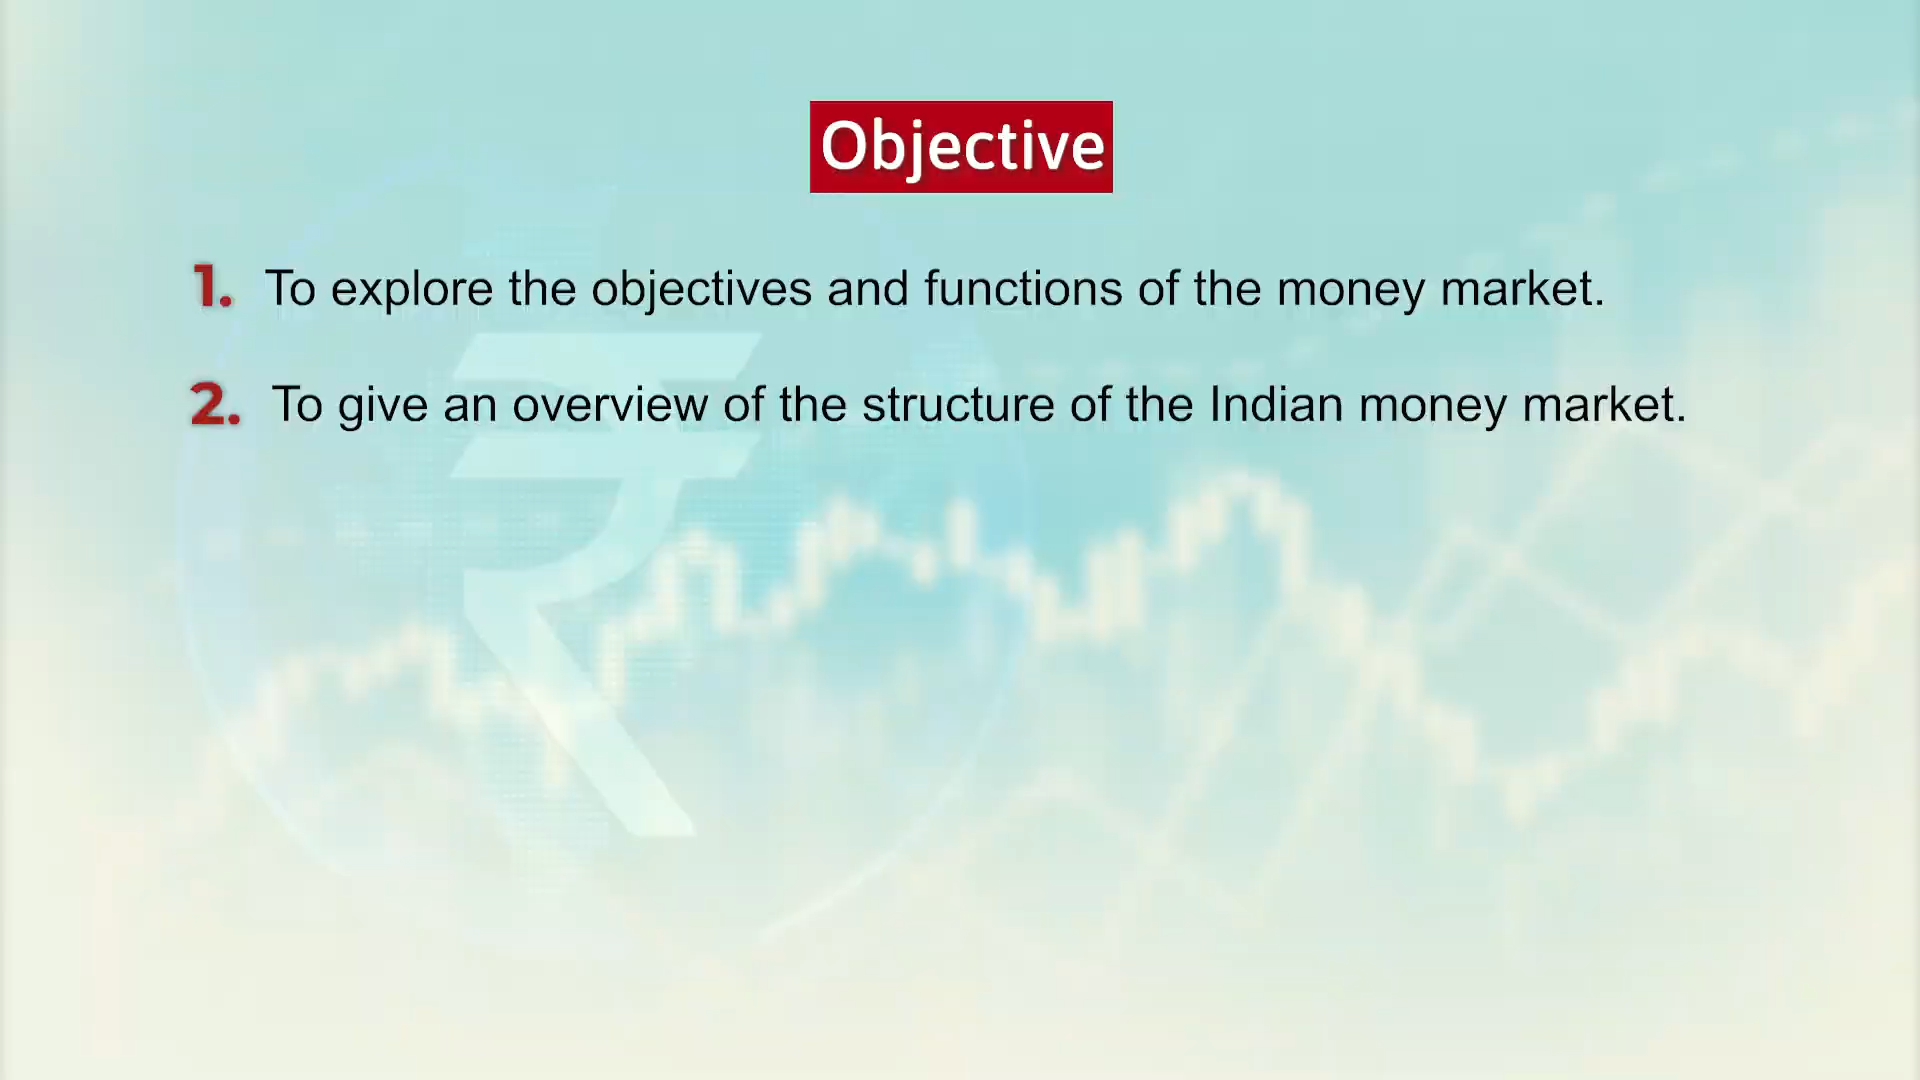 Objective
1. To explore the objectives and functions of the money market.
2. To give an overview of the structure of the Indian money market.